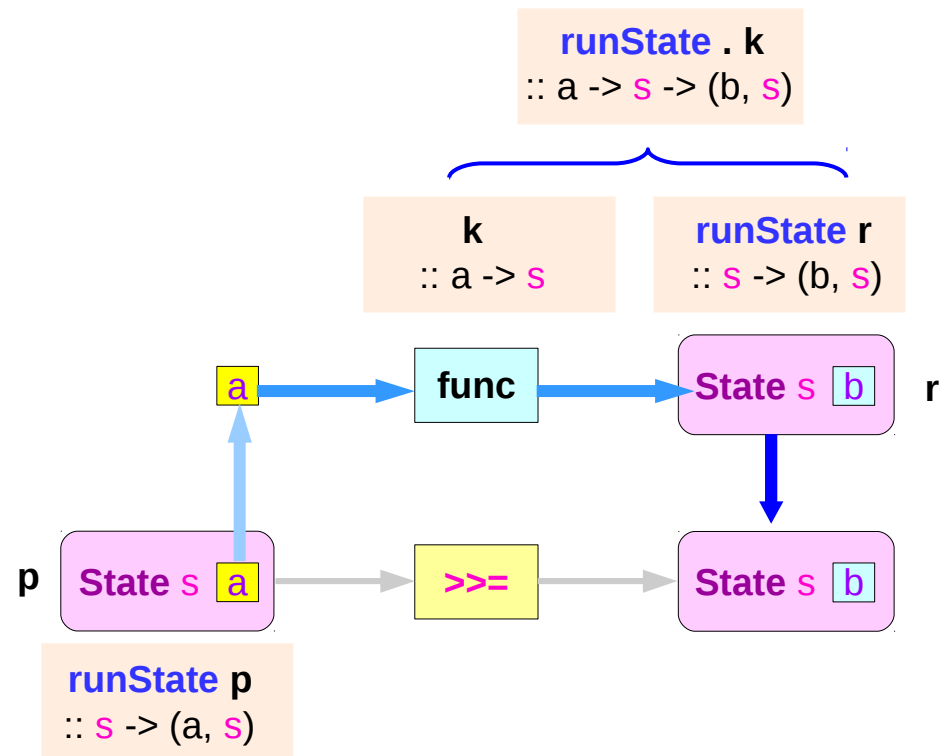 runState . k
:: a -> s -> (b, s)
k
:: a -> s
runState r
:: s -> (b, s)
a
func
State s b
r
p
State s a
>>=
State s b
runState p
:: s -> (a, s)